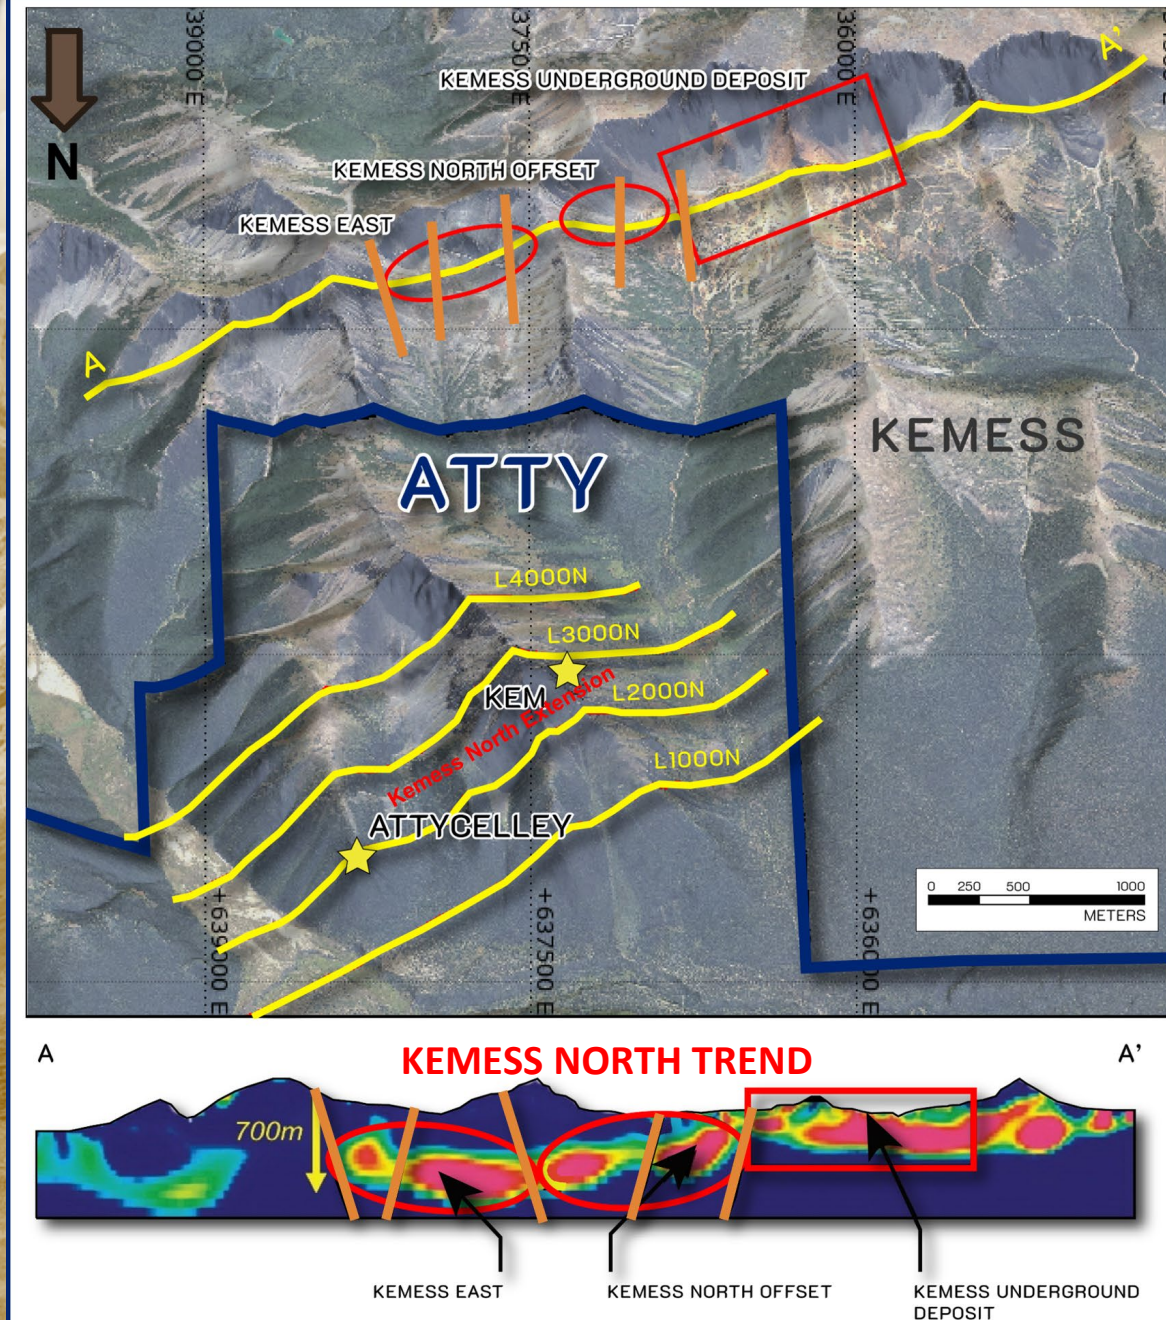 39000 E
3750
36000 E
A'
KEMESS UNDERGROUND DEPOSIT
N
KEMESS NORTH OFFSET
KEMESS EAST
A
KEMESS
ATTY
L4000N
L3000N
KEM
L2000N
Kemess North Extension
L1000N
ATTYCELLEY
+639000 E
+637500 E
+636000 E
0 250 500 1000
METERS
A
KEMESS NORTH TREND
A'
700m
KEMESS EAST
KEMESS NORTH OFFSET
KEMESS UNDERGROUND
DEPOSIT